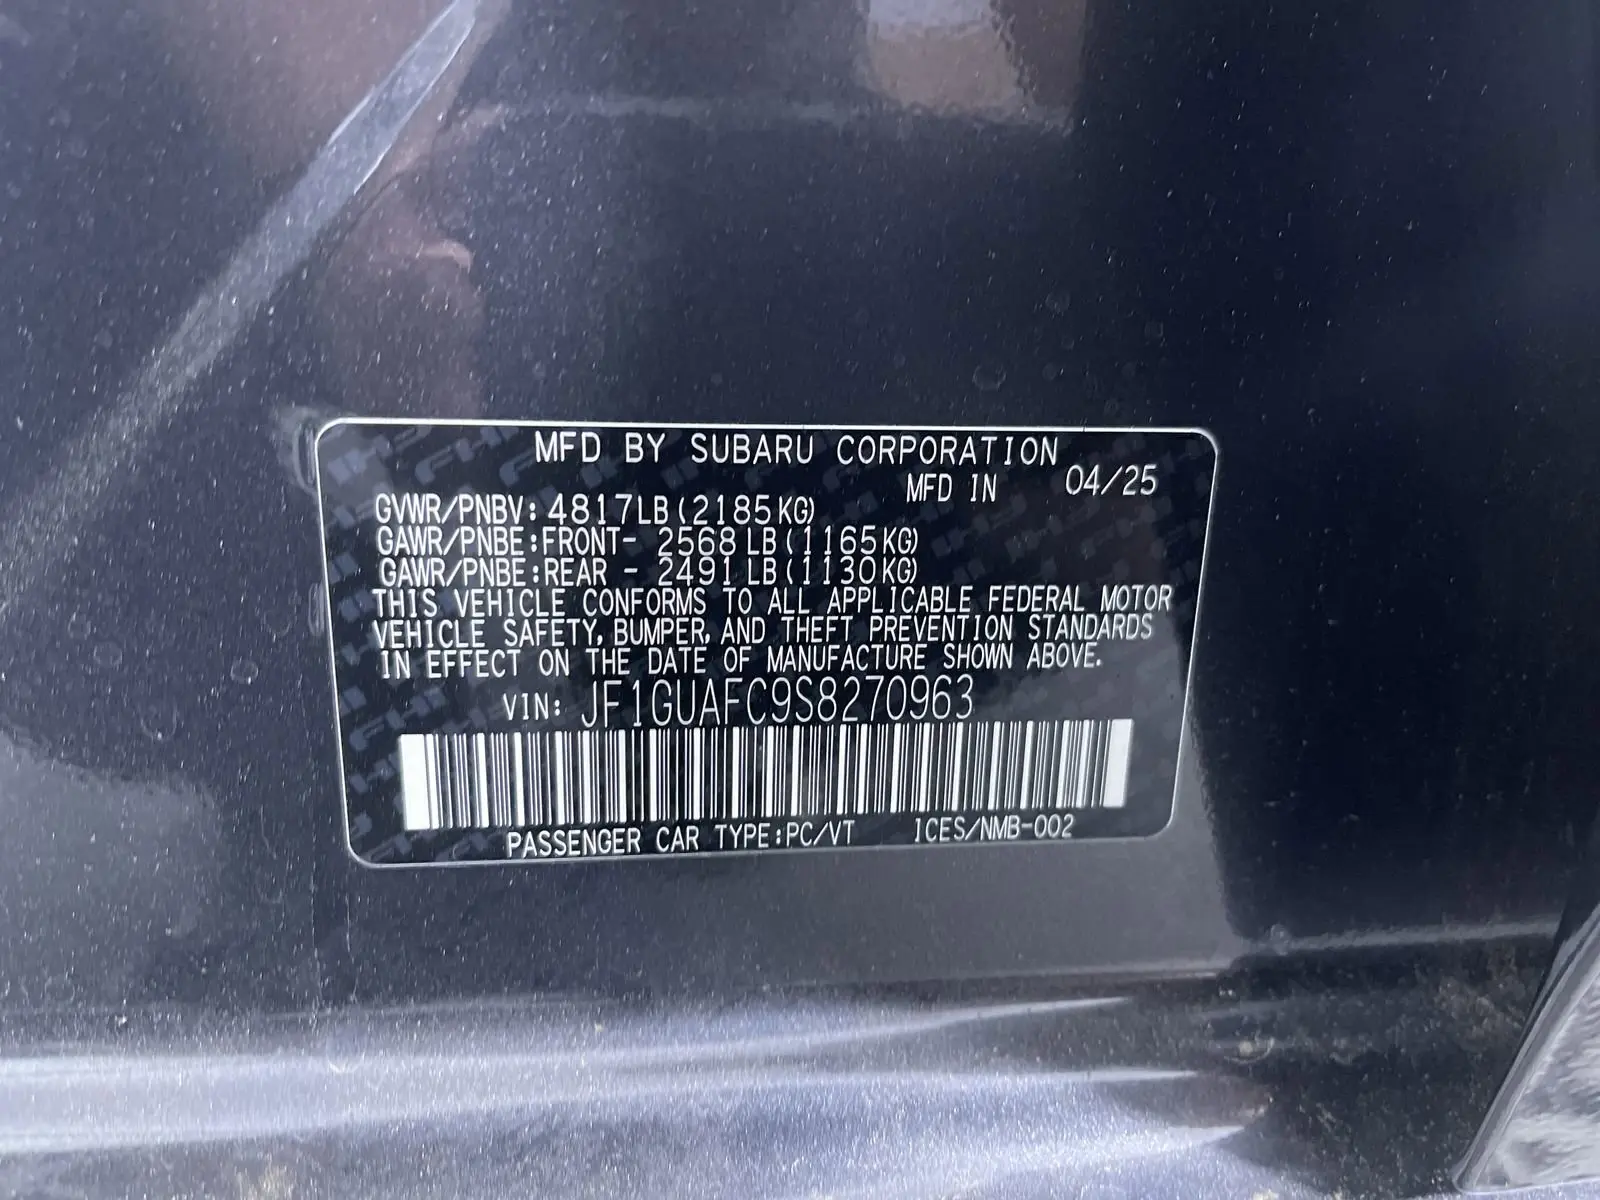 MFD BY SUBARU CORPORATION
MFD IN 04/25
GVWR/PNBV: 4817LB(2185KG)
GAWR/PNBE:FRONT- 2568LB(1165KG)
GAWR/PNBE:REAR - 2491LB(1130KG)
THIS VEHICLE CONFORMS TO ALL APPLICABLE FEDERAL MOTOR
VEHICLE SAFETY, BUMPER, AND THEFT PREVENTION STANDARDS
IN EFFECT ON THE DATE OF MANUFACTURE SHOWN ABOVE.
VIN: JF1GUAFC9S8270963
PASSENGER CAR TYPE:PC/VT ICES/NMB-002